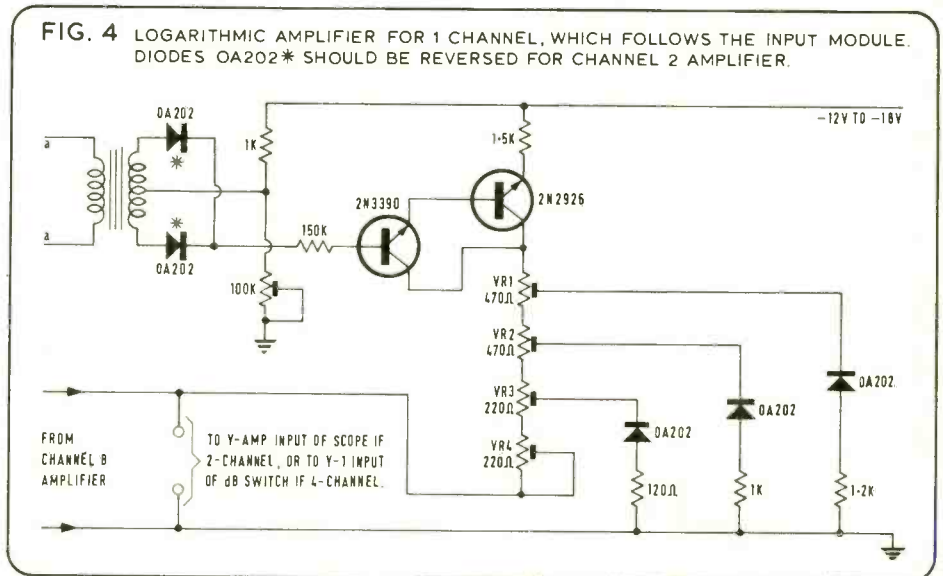 FIG. 4 LOGARITHMIC AMPLIFIER FOR 1 CHANNEL, WHICH FOLLOWS THE INPUT MODULE.
DIODES OA202* SHOULD BE REVERSED FOR CHANNEL 2 AMPLIFIER.
OA202
*
a
a
*
OA202
1K
100K
150K
2N3390
1·5K
2N2926
-12V TO -18V
VR1
470Ω
VR2
470Ω
VR3
220Ω
VR4
220Ω
OA202
120Ω
OA202
1K
OA202
1·2K
FROM
CHANNEL B
AMPLIFIER
TO Y-AMP INPUT OF SCOPE IF
2-CHANNEL, OR TO Y-1 INPUT
OF dB SWITCH IF 4-CHANNEL.